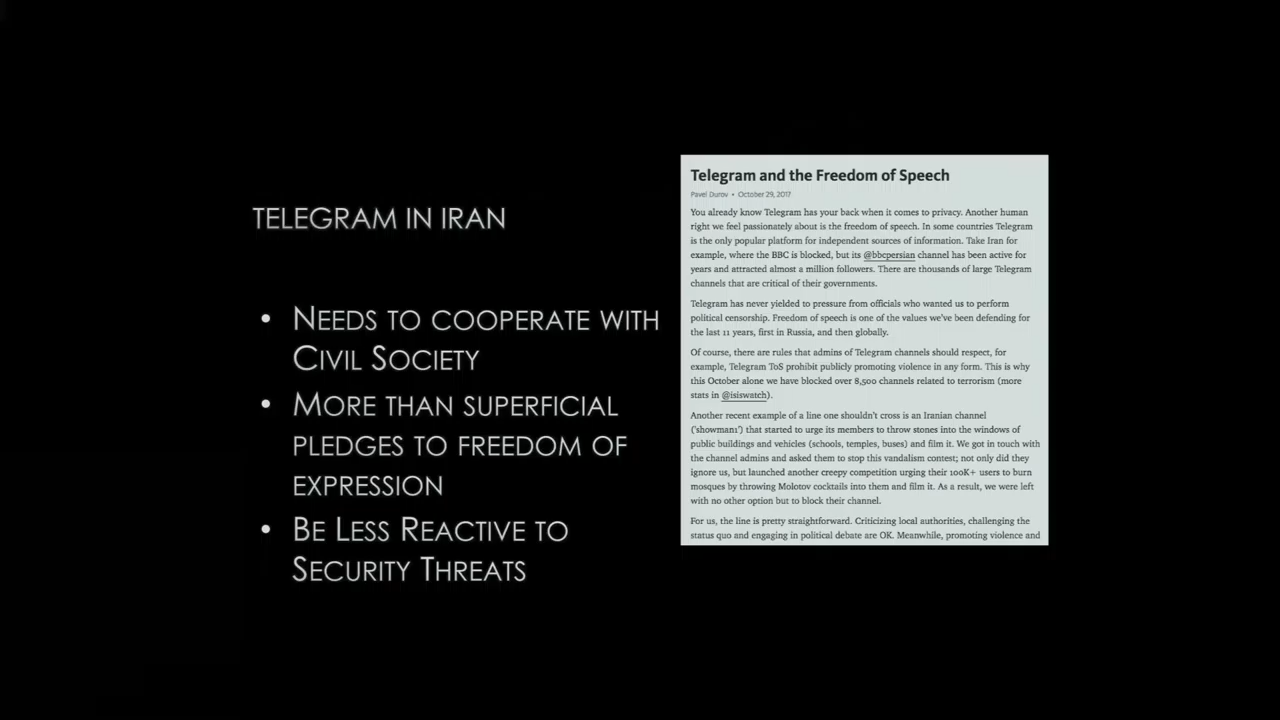 TELEGRAM IN IRAN
• NEEDS TO COOPERATE WITH
CIVIL SOCIETY
• MORE THAN SUPERFICIAL
PLEDGES TO FREEDOM OF
EXPRESSION
• BE LESS REACTIVE TO
SECURITY THREATS
Telegram and the Freedom of Speech
Pavel Durov • October 29, 2017
You already know Telegram has your back when it comes to privacy. Another human
right we feel passionately about is the freedom of speech. In some countries Telegram
is the only popular platform for independent sources of information. Take Iran for
example, where the BBC is blocked, but its @bbcpersian channel has been active for
years and attracted almost a million followers. There are thousands of large Telegram
channels that are critical of their governments.
Telegram has never yielded to pressure from officials who wanted us to perform
political censorship. Freedom of speech is one of the values we've been defending for
the last 11 years, first in Russia, and then globally.
Of course, there are rules that admins of Telegram channels should respect, for
example, Telegram ToS prohibit publicly promoting violence in any form. This is why
this October alone we have blocked over 8,500 channels related to terrorism (more
stats in @isiswatch).
Another recent example of a line one shouldn't cross is an Iranian channel
('showman1') that started to urge its members to throw stones into the windows of
public buildings and vehicles (schools, temples, buses) and film it. We got in touch with
the channel admins and asked them to stop this vandalism contest; not only did they
ignore us, but launched another creepy competition urging their 100K+ users to burn
mosques by throwing Molotov cocktails into them and film it. As a result, we were left
with no other option but to block their channel.
For us, the line is pretty straightforward. Criticizing local authorities, challenging the
status quo and engaging in political debate are OK. Meanwhile, promoting violence and